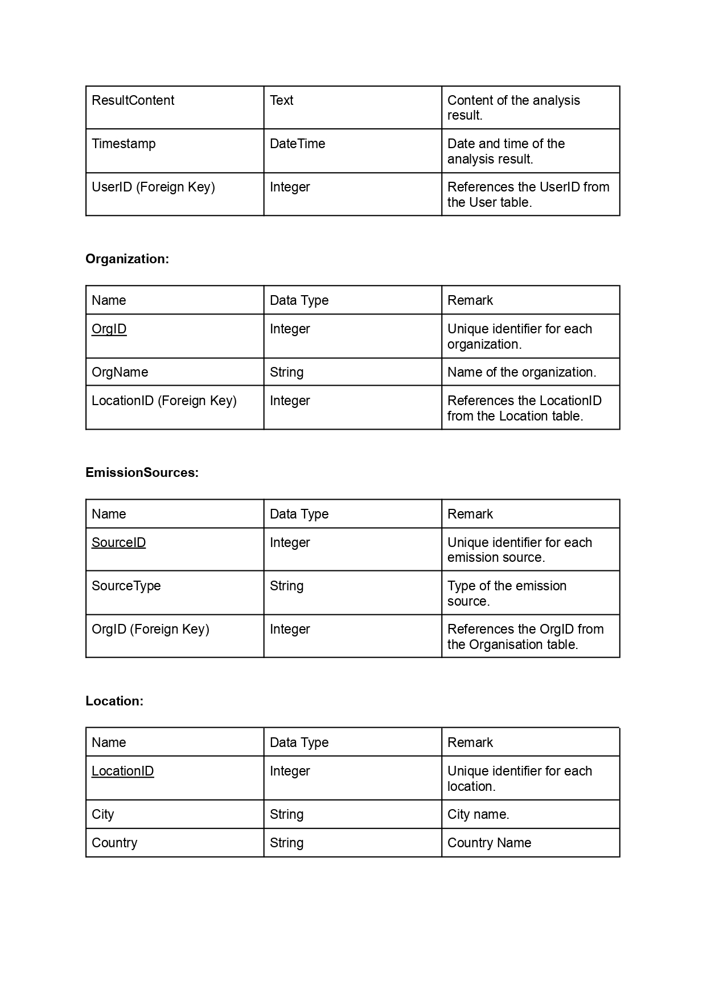 ResultContent Text Content of the analysis
result.
Timestamp DateTime Date and time of the
analysis result.
UserID (Foreign Key) Integer References the UserID from
the User table.
Organization:
Name Data Type Remark
OrgID Integer Unique identifier for each
organization.
OrgName String Name of the organization.
LocationID (Foreign Key) Integer References the LocationID
from the Location table.
EmissionSources:
Name Data Type Remark
SourceID Integer Unique identifier for each
emission source.
SourceType String Type of the emission
source.
OrgID (Foreign Key) Integer References the OrgID from
the Organisation table.
Location:
Name Data Type Remark
LocationID Integer Unique identifier for each
location.
City String City name.
Country String Country Name